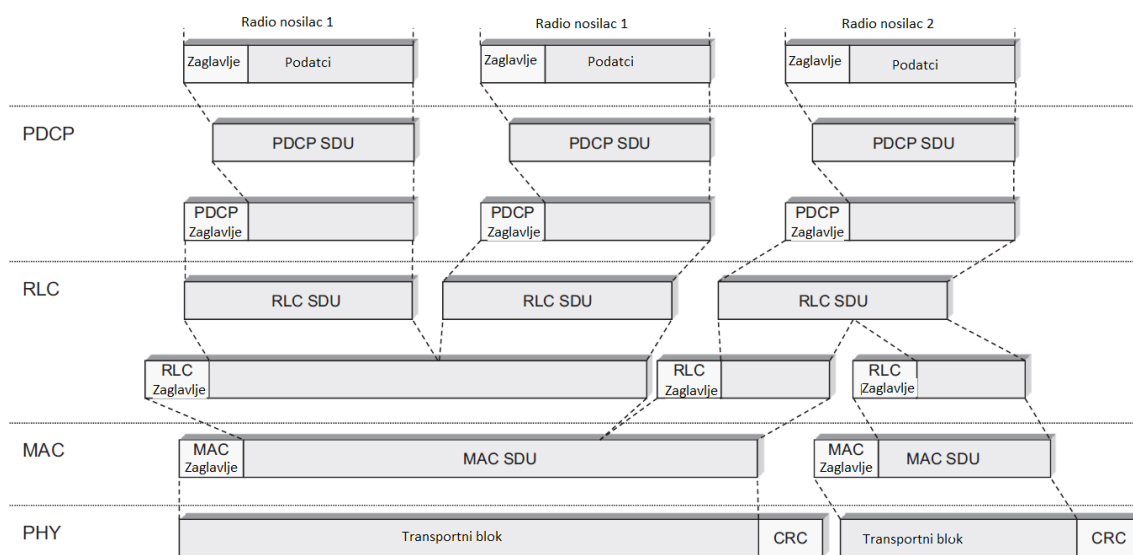 Radio nosilac 1
Radio nosilac 1
Radio nosilac 2
Zaglavlje
Podatci
Zaglavlje
Podatci
Zaglavlje
Podatci
PDCP
PDCP SDU
PDCP SDU
PDCP SDU
PDCP
Zaglavlje
PDCP
Zaglavlje
PDCP
Zaglavlje
RLC
RLC SDU
RLC SDU
RLC SDU
RLC
Zaglavlje
RLC
Zaglavlje
RLC
Zaglavlje
MAC
MAC
Zaglavlje
MAC SDU
MAC
Zaglavlje
MAC SDU
PHY
Transportni blok
CRC
Transportni blok
CRC